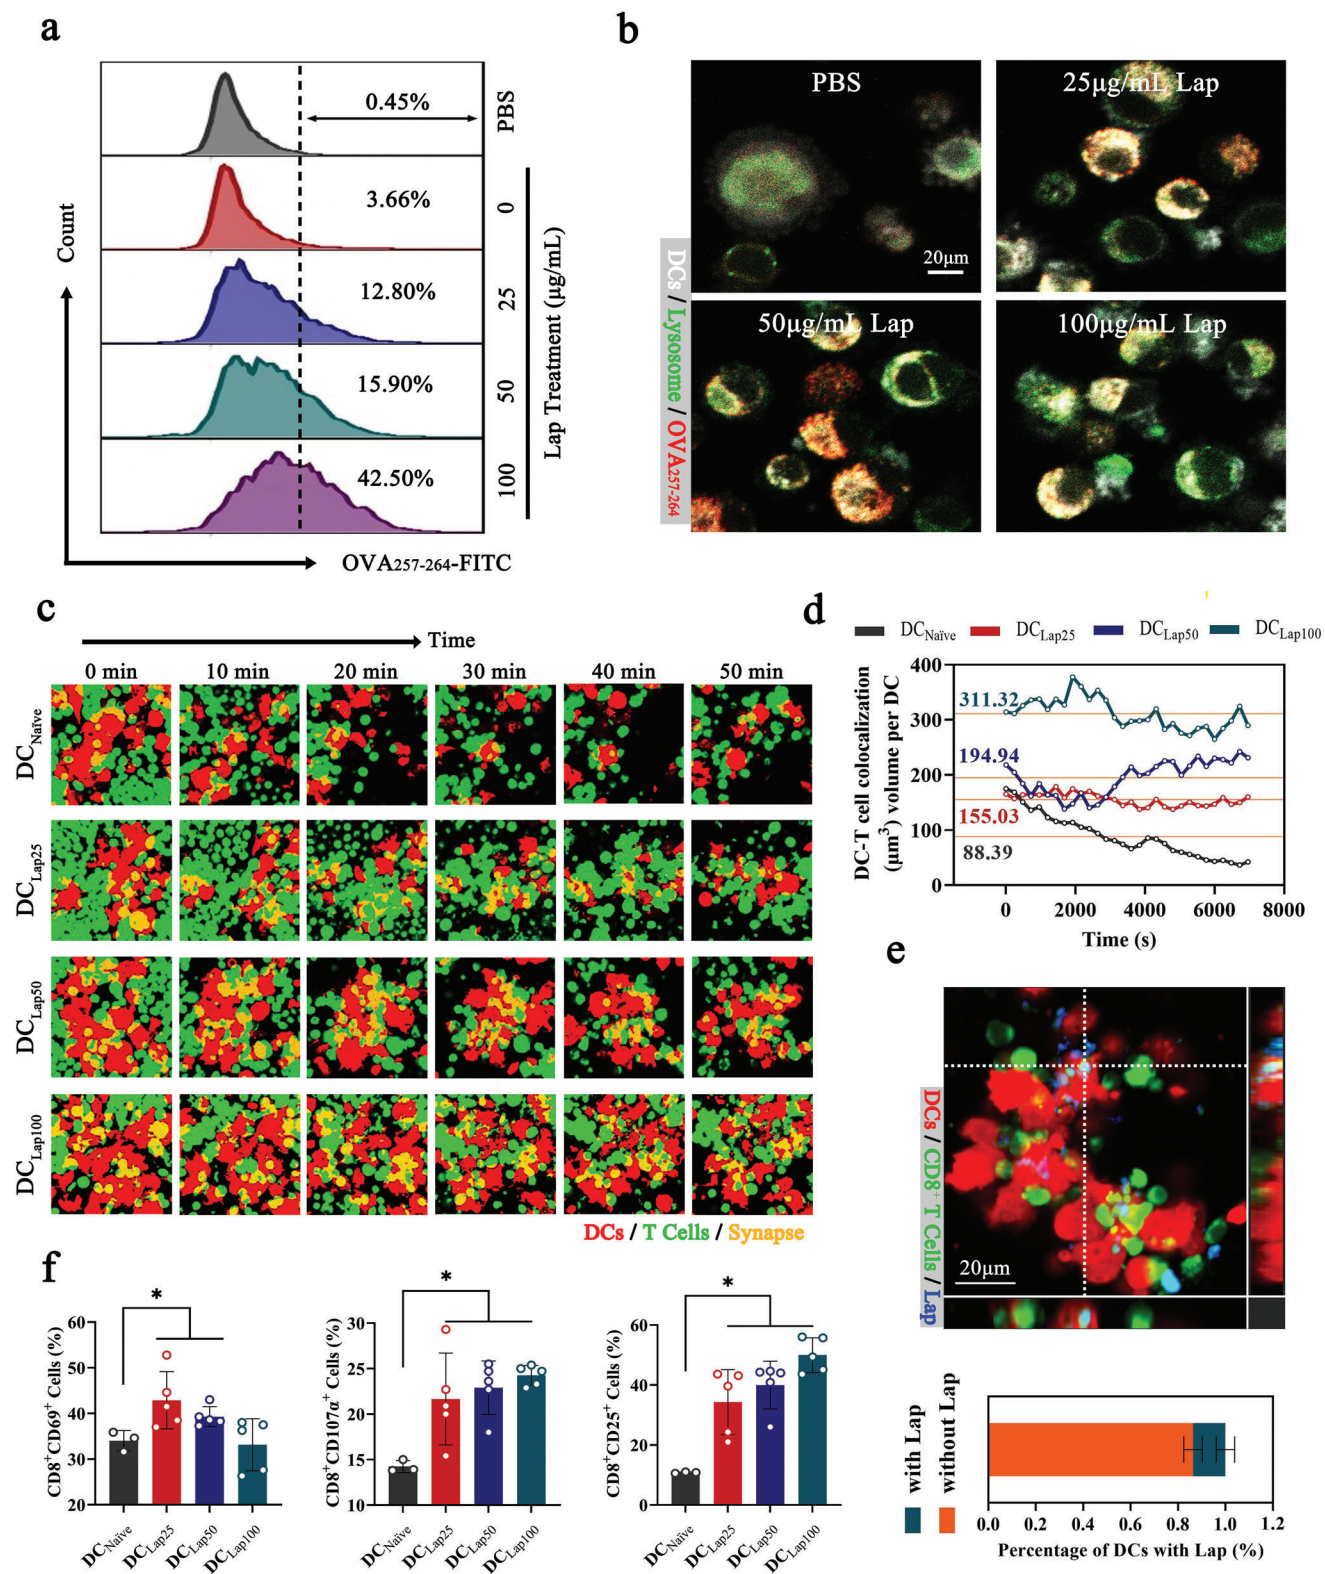 a
0.45%
3.66%
12.80%
15.90%
42.50%
Count
OVA257-264-FITC
PBS
0
25
50
100
Lap Treatment (µg/mL)
b
PBS
25µg/mL Lap
20µm
50µg/mL Lap
100µg/mL Lap
DCs / Lysosome / OVA257-264
c
Time
0 min
10 min
20 min
30 min
40 min
50 min
DCNaïve
DCLap25
DCLap50
DCLap100
DCs / T Cells / Synapse
d
DCNaïve
DCLap25
DCLap50
DCLap100
400
300
200
100
0
311.32
194.94
155.03
88.39
DC-T cell colocalization
(µm³) volume per DC
0
2000
4000
6000
8000
Time (s)
e
DCs / CD8⁺ T Cells / Lap
20µm
with Lap
without Lap
0.0
0.2
0.4
0.6
0.8
1.0
1.2
Percentage of DCs with Lap (%)
f
CD8⁺CD69⁺ Cells (%)
60
50
40
30
20
*
DCNaïve
DCLap25
DCLap50
DCLap100
CD8⁺CD107α⁺ Cells (%)
30
25
20
15
10
*
DCNaïve
DCLap25
DCLap50
DCLap100
CD8⁺CD25⁺ Cells (%)
60
40
20
0
*
DCNaïve
DCLap25
DCLap50
DCLap100